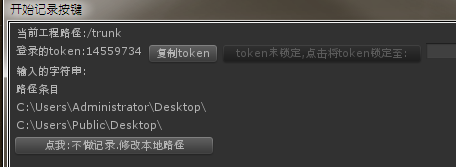 开始记录按键
当前工程路径:/trunk
登录的token:14559734 复制token token未锁定,点击将token锁定至:
输入的字符串:
路径条目
C:\Users\Administrator\Desktop\
C:\Users\Public\Desktop\
点我:不做记录.修改本地路径